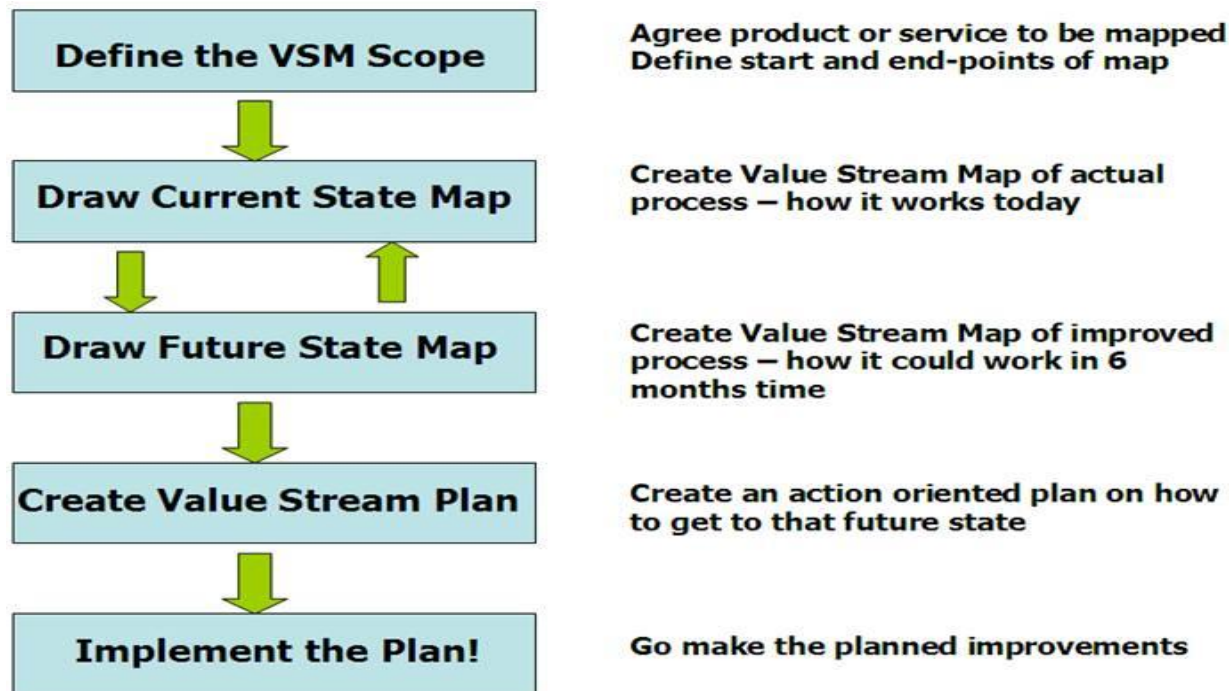 Define the VSM Scope
Agree product or service to be mapped
Define start and end-points of map
Draw Current State Map
Create Value Stream Map of actual
process – how it works today
Draw Future State Map
Create Value Stream Map of improved
process – how it could work in 6
months time
Create Value Stream Plan
Create an action oriented plan on how
to get to that future state
Implement the Plan!
Go make the planned improvements